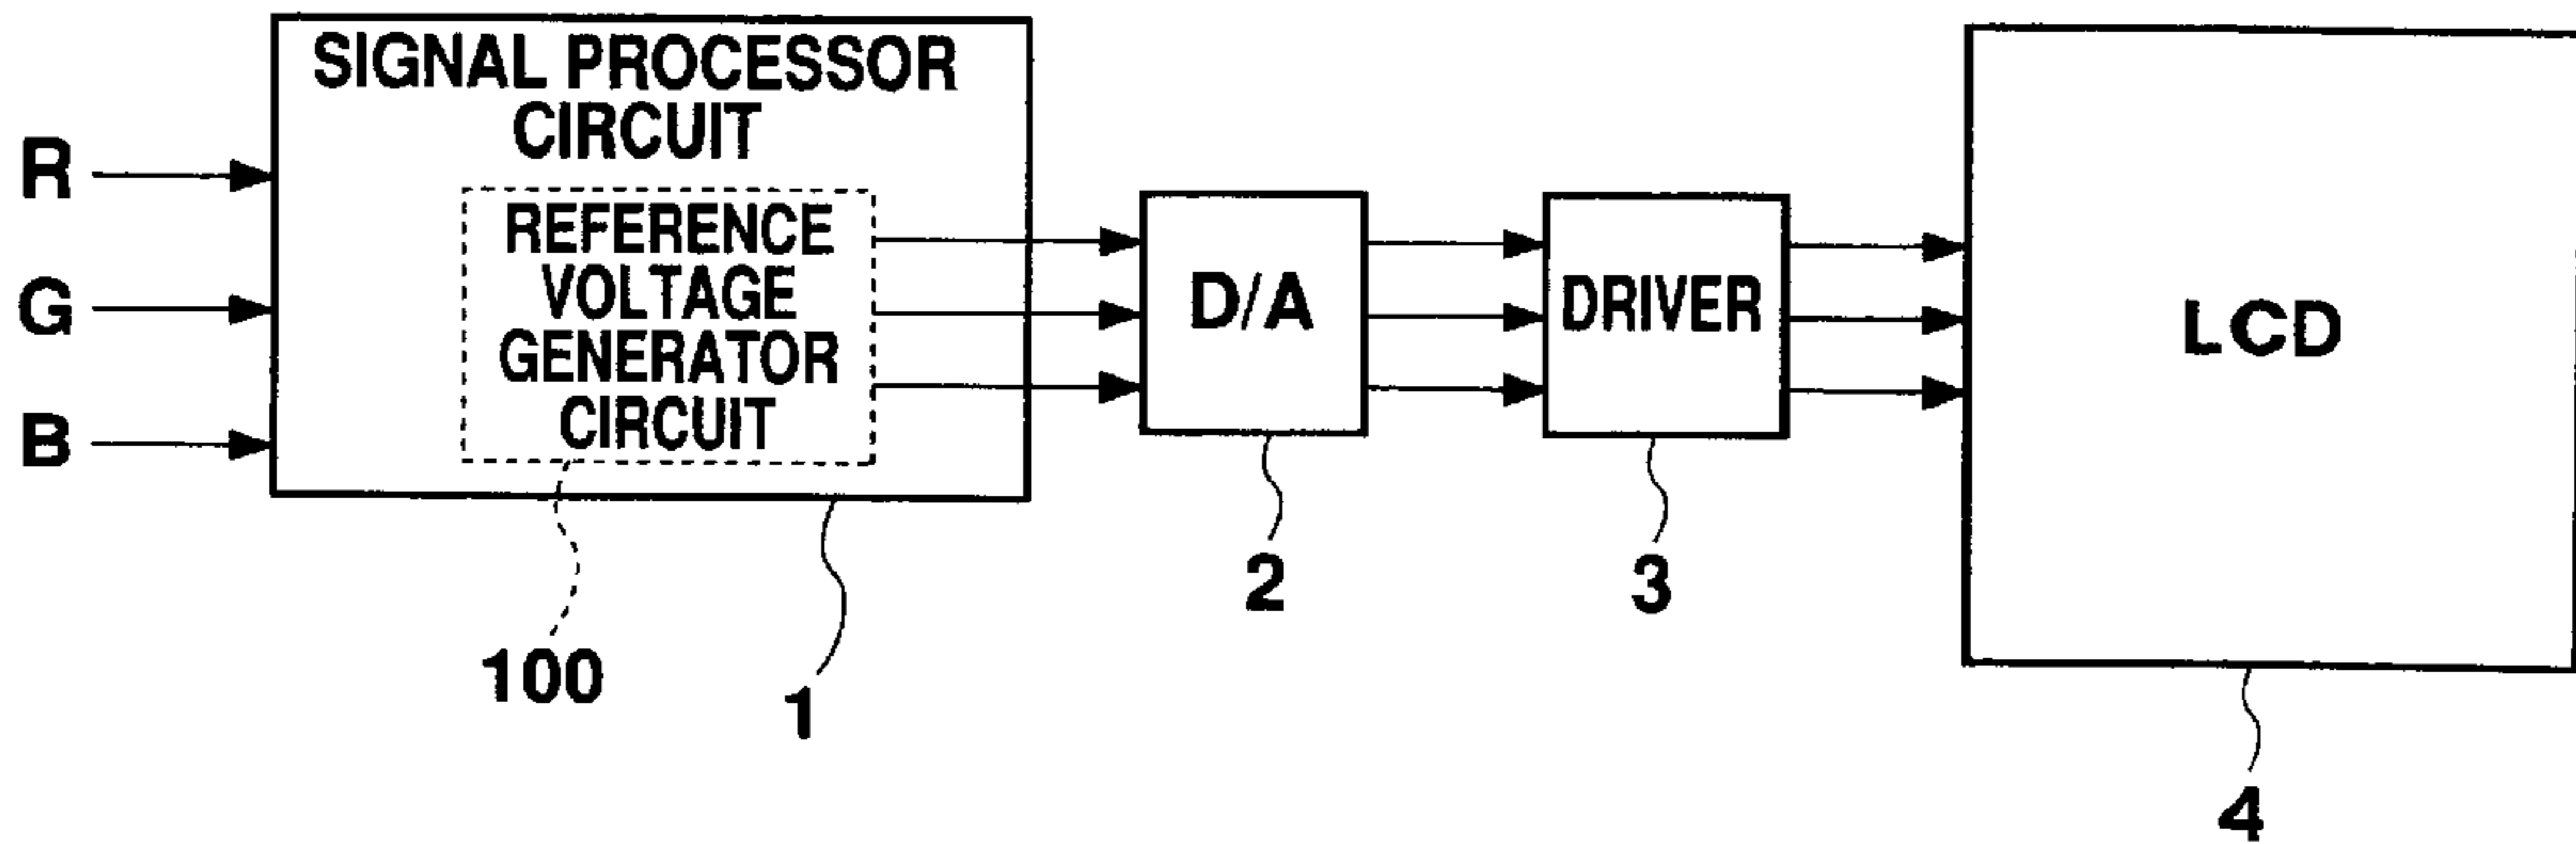 SIGNAL PROCESSOR
CIRCUIT
R
G
B
REFERENCE
VOLTAGE
GENERATOR
CIRCUIT
D/A
DRIVER
LCD
100
1
2
3
4